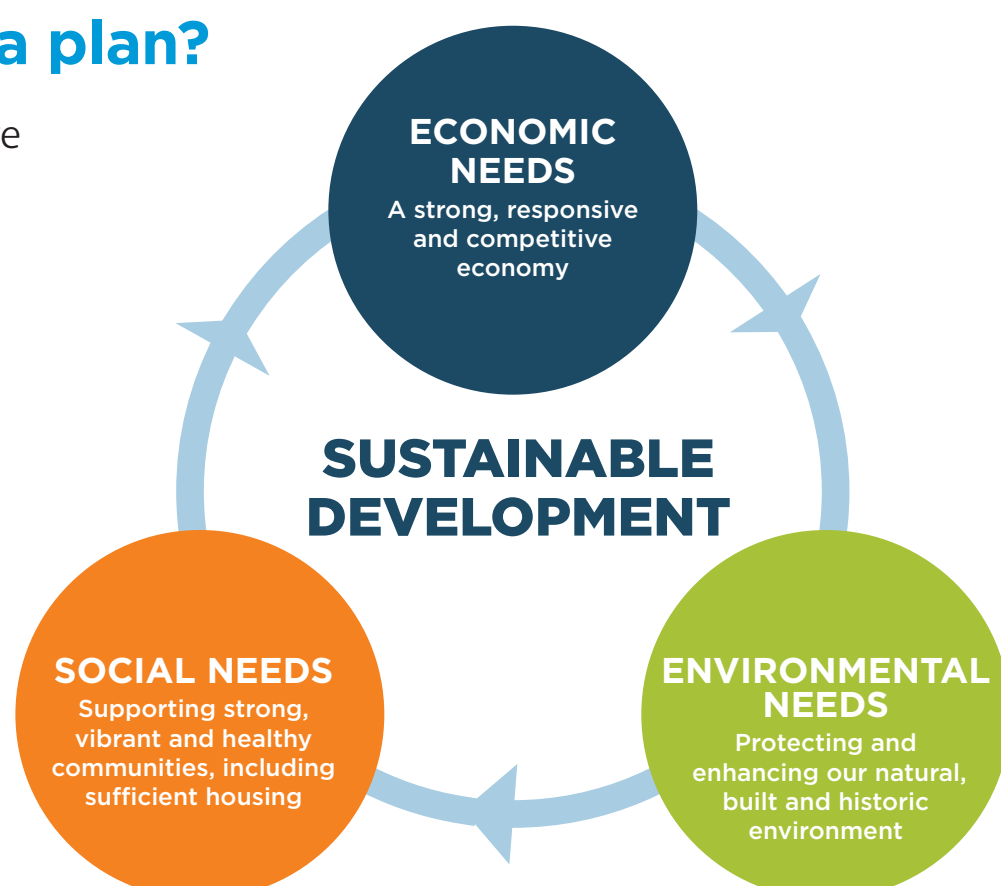 a plan?
e
ECONOMIC
NEEDS
A strong, responsive
and competitive
economy
SUSTAINABLE
DEVELOPMENT
SOCIAL NEEDS
Supporting strong,
vibrant and healthy
communities, including
sufficient housing
ENVIRONMENTAL
NEEDS
Protecting and
enhancing our natural,
built and historic
environment